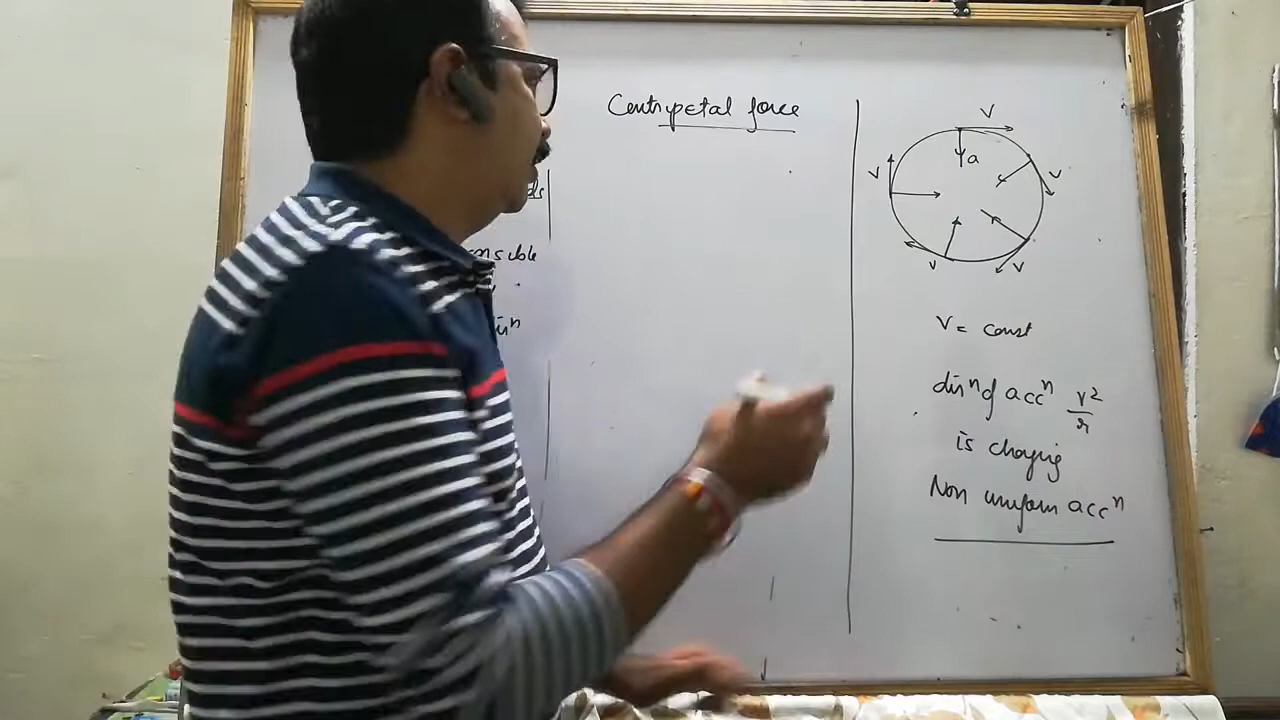 Centripetal force
V
a
V
V
V
V
V = const
dirⁿ of accⁿ v²/r
is changing
Non uniform accⁿ